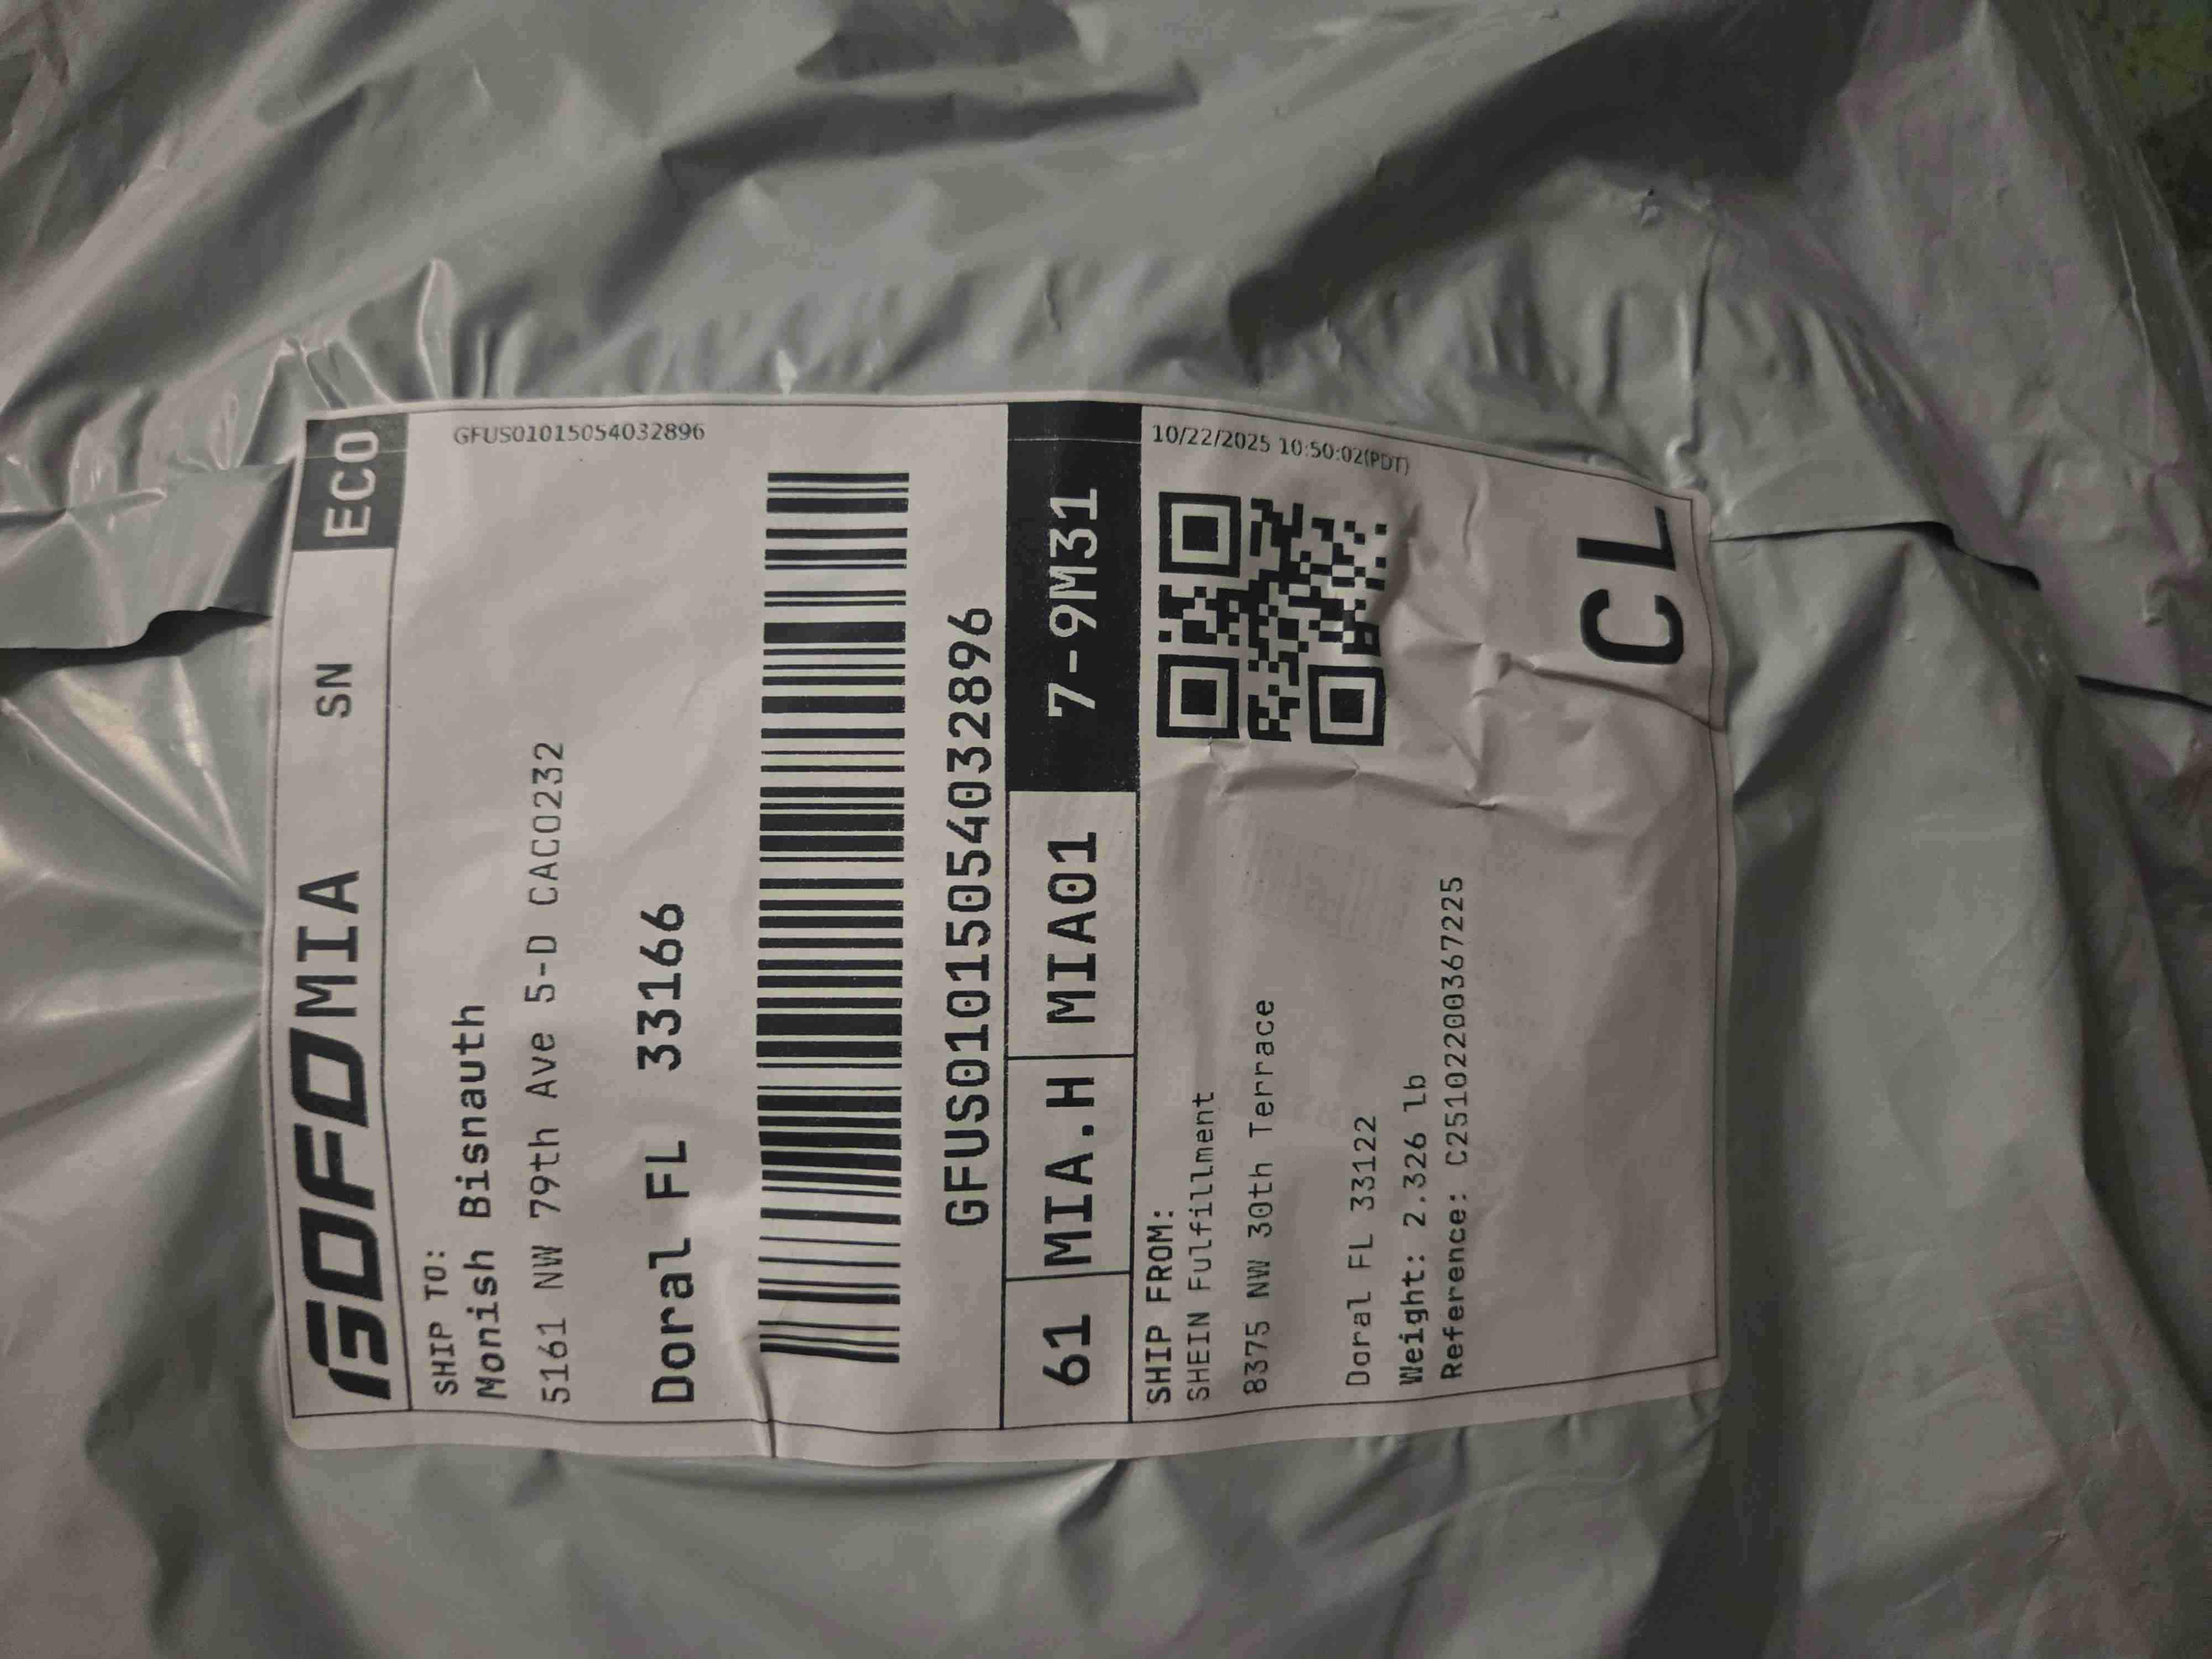 GOFO MIA SN ECO
GFUS01015054032896
SHIP TO:
Monish Bisnauth
5161 NW 79th Ave 5-D CAC0232
Doral FL 33166
GFUS01015054032896
61 MIA.H MIA01 7-9M31
10/22/2025 10:50:02(PDT)
SHIP FROM:
SHEIN Fulfillment
8375 NW 30th Terrace
Doral FL 33122
Weight: 2.326 lb
Reference: C251022200367225
CL